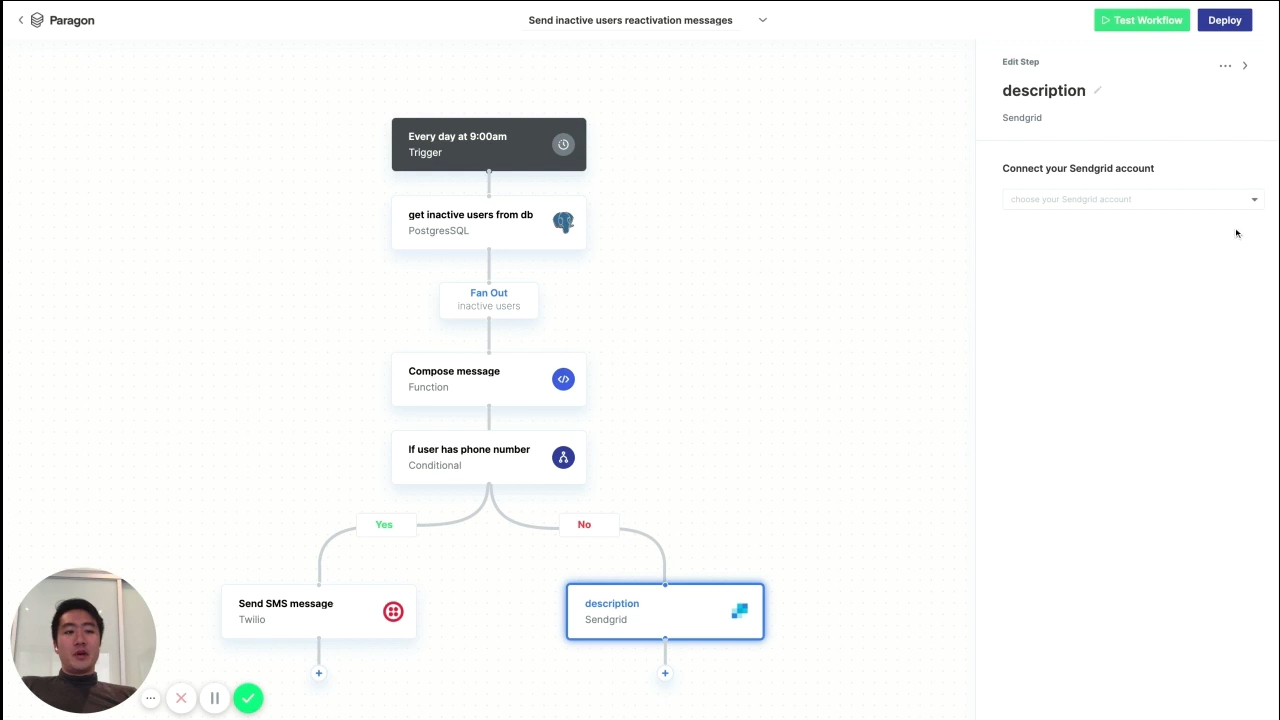 Paragon
Send inactive users reactivation messages
Test Workflow
Deploy
Edit Step
description
Sendgrid
Connect your Sendgrid account
choose your Sendgrid account
Every day at 9:00am
Trigger
get inactive users from db
PostgresSQL
Fan Out
inactive users
Compose message
Function
If user has phone number
Conditional
Yes
No
Send SMS message
Twilio
description
Sendgrid